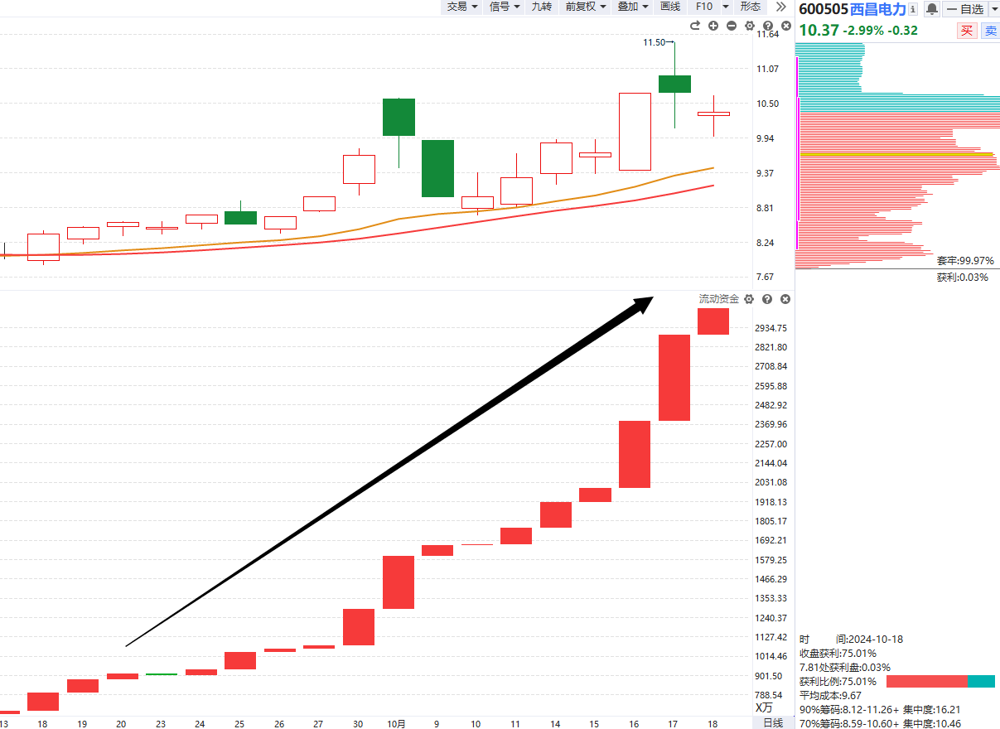 交易 信号 九转 前复权 叠加 画线 F10 形态
600505 西昌电力 自选
10.37 -2.99% -0.32 买 卖
11.64
11.50
11.07
10.50
9.94
9.37
8.81
8.24
7.67
套牢:99.97%
获利:0.03%
流动资金
2934.75
2821.80
2708.84
2595.88
2482.92
2369.96
2257.00
2144.04
2031.08
1918.13
1805.17
1692.21
1579.25
1466.29
1353.33
1240.37
1127.42
1014.46
901.50
788.54
X万
时 间:2024-10-18
收盘获利:75.01%
7.81处获利盘:0.03%
获利比例:75.01%
平均成本:9.67
90%筹码:8.12-11.26+ 集中度:16.21
70%筹码:8.59-10.60+ 集中度:10.46
13 18 19 20 23 24 25 26 27 30 10月 9 10 11 14 15 16 17 18 日线